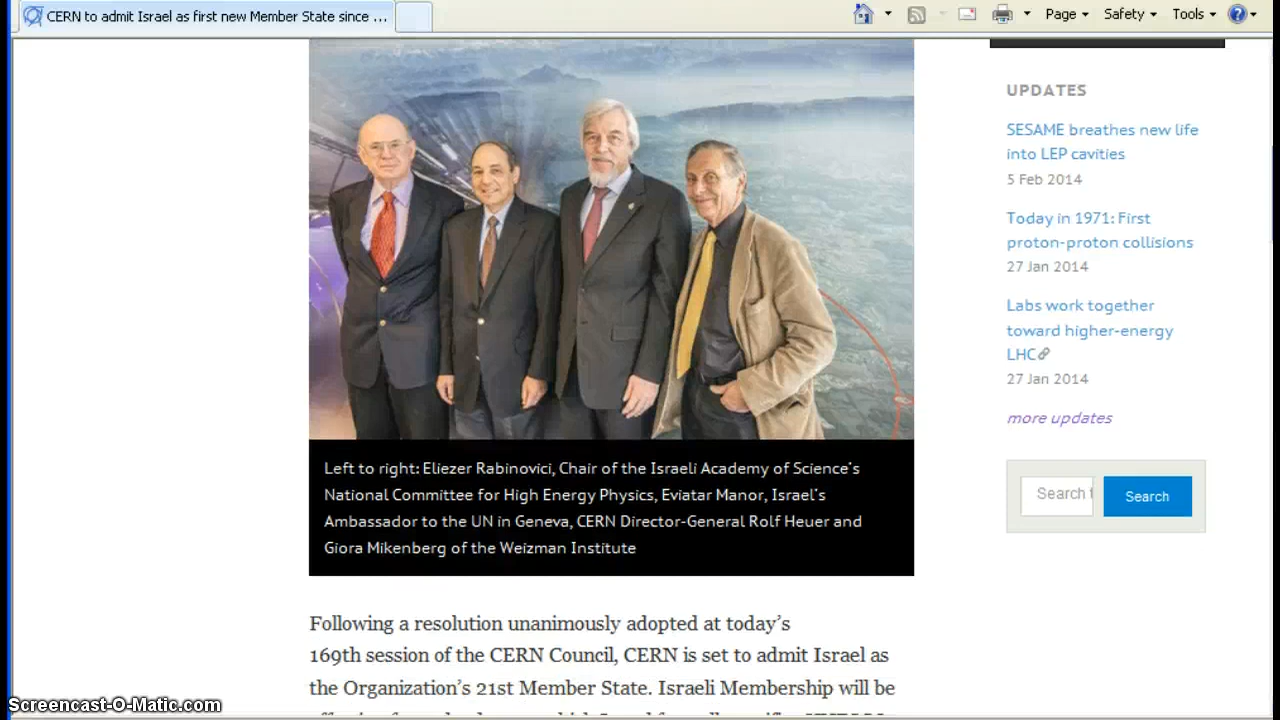 CERN to admit Israel as first new Member State since ...
Page
Safety
Tools
UPDATES
SESAME breathes new life
into LEP cavities
5 Feb 2014
Today in 1971: First
proton-proton collisions
27 Jan 2014
Labs work together
toward higher-energy
LHC
27 Jan 2014
more updates
Search
Search
Left to right: Eliezer Rabinovici, Chair of the Israeli Academy of Science's
National Committee for High Energy Physics, Eviatar Manor, Israel's
Ambassador to the UN in Geneva, CERN Director-General Rolf Heuer and
Giora Mikenberg of the Weizman Institute
Following a resolution unanimously adopted at today's
169th session of the CERN Council, CERN is set to admit Israel as
the Organization's 21st Member State. Israeli Membership will be
Screencast-O-Matic.com